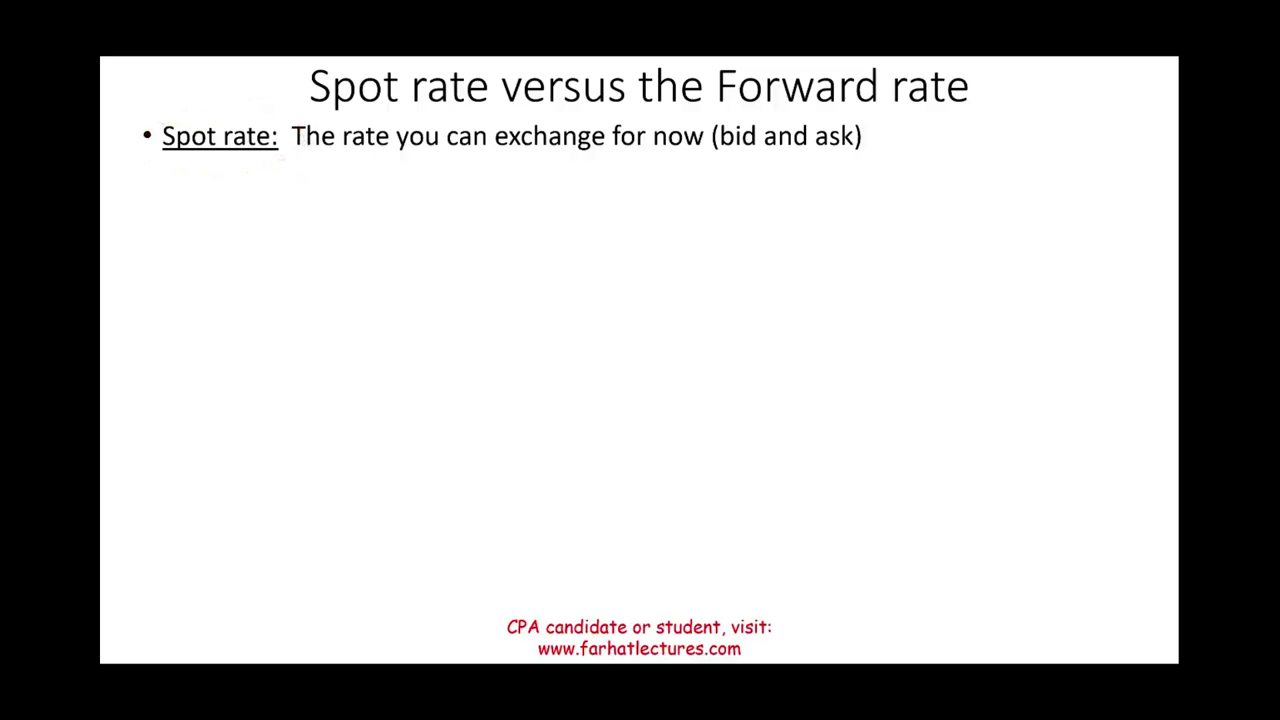 Spot rate versus the Forward rate
• Spot rate: The rate you can exchange for now (bid and ask)
CPA candidate or student, visit:
www.farhatlectures.com